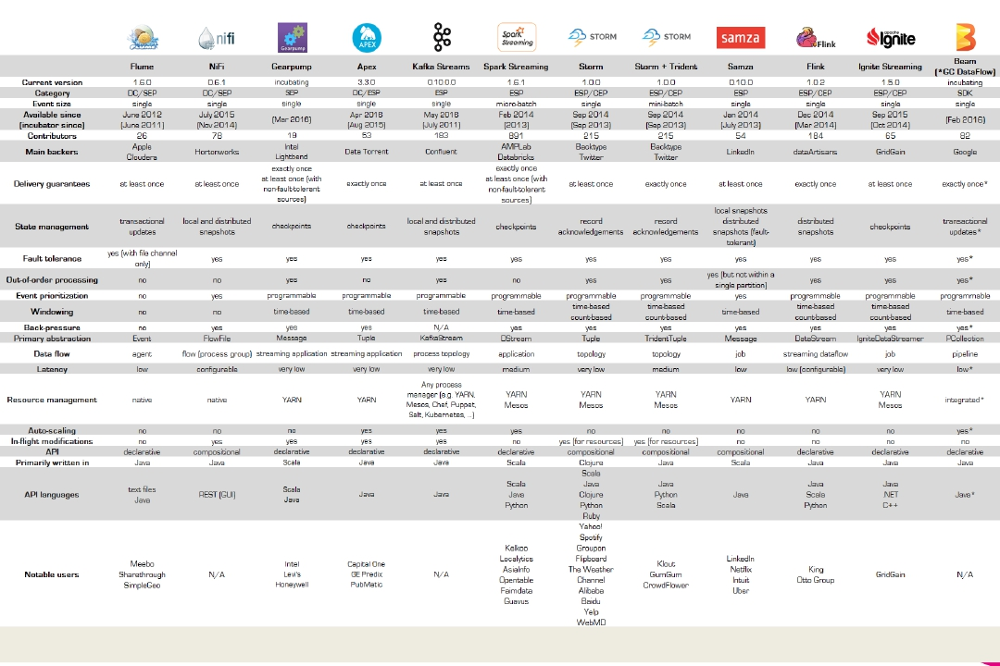 nifi Gearpump APEX Spark Streaming STORM STORM samza Flink APACHE Ignite
Flume NiFi Gearpump Apex Kafka Streams Spark Streaming Storm Storm + Trident Samza Flink Ignite Streaming Beam (*GC DataFlow)
Current version 1.6.0 0.6.1 incubating 3.3.0 0.10.0.0 1.6.1 1.0.0 1.0.0 0.10.0 1.0.2 1.5.0 incubating
Category DC/SEP DC/SEP SEP DC/ESP ESP ESP ESP/CEP ESP/CEP ESP ESP/CEP ESP/CEP SDK
Event size single single single single single micro-batch single mini-batch single single single single
Available since (incubator since) June 2012 (June 2011) July 2015 (Nov 2014) (Mar 2016) Apr 2016 (Aug 2015) May 2016 (July 2011) Feb 2014 (2013) Sep 2014 (Sep 2013) Sep 2014 (Sep 2013) Jan 2014 (July 2013) Dec 2014 (Mar 2014) Sep 2015 (Oct 2014) (Feb 2016)
Contributors 26 78 19 53 183 891 215 215 54 184 65 82
Main backers Apple Cloudera Hortonworks Intel Lightbend Data Torrent Confluent AMPLab Databricks Backtype Twitter Backtype Twitter LinkedIn dataArtisans GridGain Google
Delivery guarantees at least once at least once exactly once at least once (with non-fault-tolerant sources) exactly once at least once exactly once at least once (with non-fault-tolerant sources) at least once exactly once at least once exactly once at least once exactly once*
State management transactional updates local and distributed snapshots checkpoints checkpoints local and distributed snapshots checkpoints record acknowledgements record acknowledgements local snapshots distributed snapshots (fault-tolerant) distributed snapshots checkpoints transactional updates*
Fault tolerance yes (with file channel only) yes yes yes yes yes yes yes yes yes yes yes*
Out-of-order processing no no yes no yes no yes yes yes (but not within a single partition) yes yes yes*
Event prioritization no yes programmable programmable programmable programmable programmable programmable yes programmable programmable programmable
Windowing no no time-based time-based time-based time-based time-based count-based time-based count-based time-based time-based count-based time-based count-based time-based
Back-pressure no yes yes yes N/A yes yes yes yes yes yes yes*
Primary abstraction Event FlowFile Message Tuple KafkaStream DStream Tuple TridentTuple Message DataStream IgniteDataStreamer PCollection
Data flow agent flow (process group) streaming application streaming application process topology application topology topology job streaming dataflow job pipeline
Latency low configurable very low very low very low medium very low medium low low (configurable) very low low*
Resource management native native YARN YARN Any process manager (e.g. YARN, Mesos, Chef, Puppet, Salt, Kubernetes, ...) YARN Mesos YARN Mesos YARN Mesos YARN YARN YARN Mesos integrated*
Auto-scaling no no no yes yes yes no no no no no yes*
In-flight modifications no yes yes yes yes no yes (for resources) yes (for resources) no no no no
API declarative compositional declarative declarative declarative declarative compositional compositional compositional declarative declarative declarative
Primarily written in Java Java Scala Java Java Scala Clojure Java Scala Java Java Java
API languages text files Java REST (GUI) Scala Java Java Java Scala Java Python Scala Java Clojure Python Ruby Java Python Scala Java Java Scala Python Java .NET C++ Java*
Notable users Meebo Sharethrough SimpleGeo N/A Intel Levi's Honeywell Capital One GE Predix PubMatic N/A Kelkoo Localytics AsiaInfo Opentable Faimdata Guavus Yahoo! Spotify Groupon Flipboard The Weather Channel Alibaba Baidu Yelp WebMD Klout GumGum CrowdFlower LinkedIn Netflix Intuit Uber King Otto Group GridGain N/A